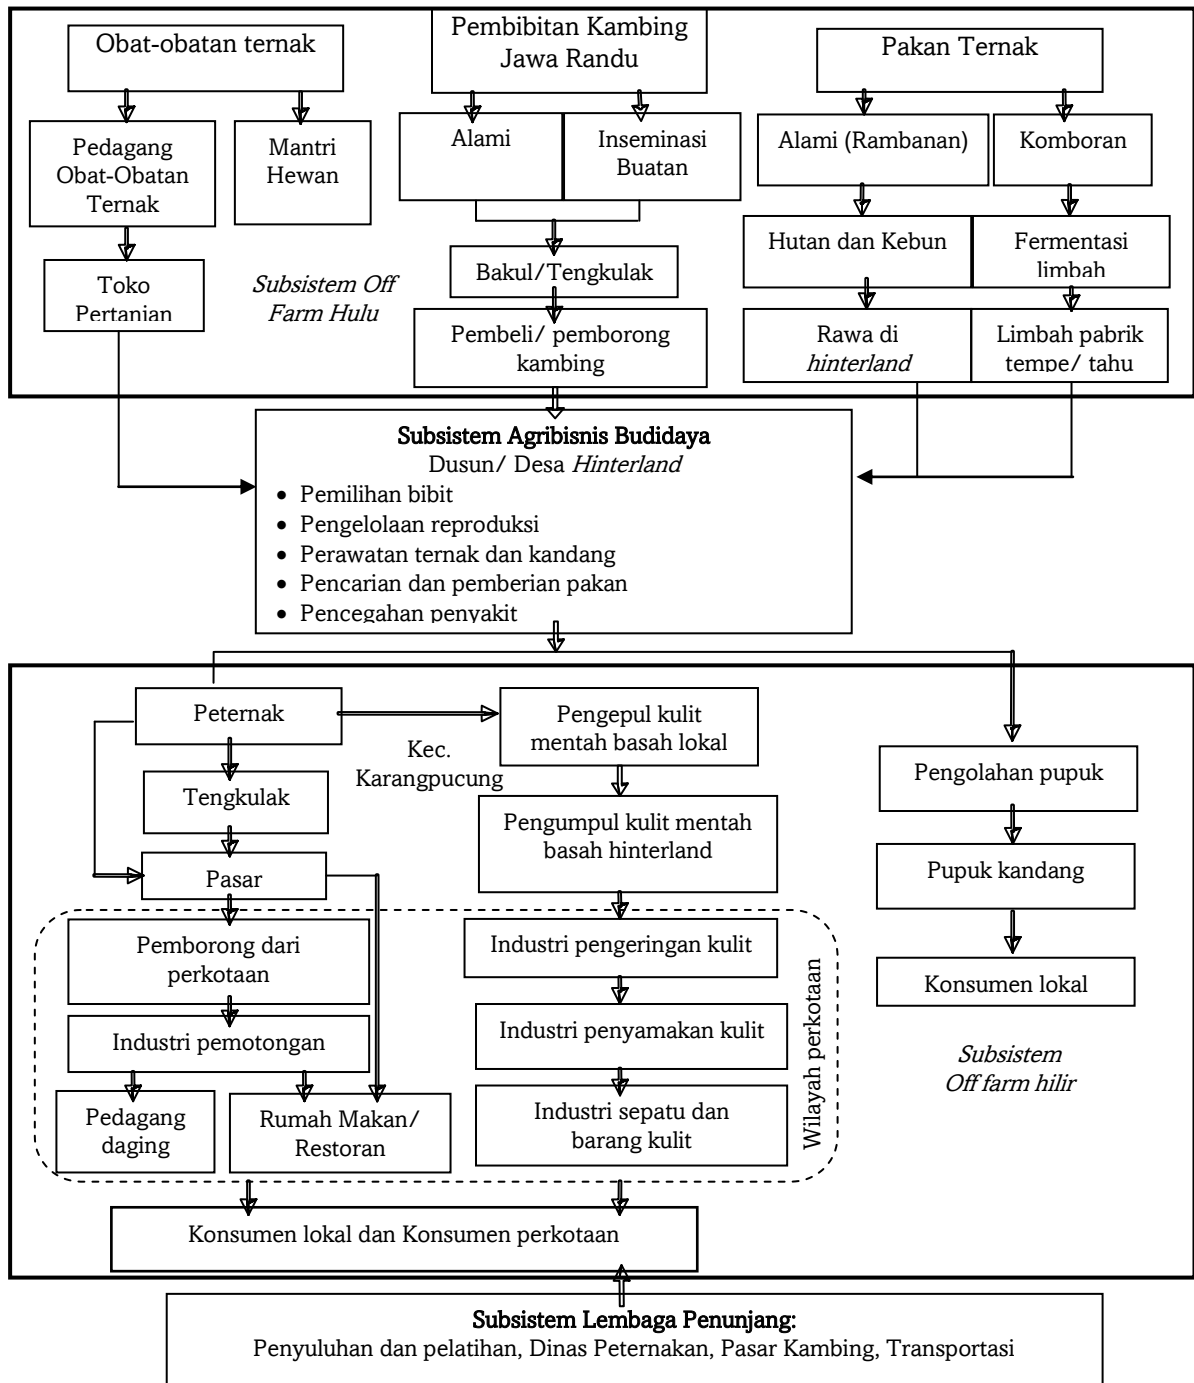 Obat-obatan ternak
Pembibitan Kambing
Jawa Randu
Pakan Ternak
Pedagang
Obat-Obatan
Ternak
Mantri
Hewan
Alami
Inseminasi
Buatan
Alami (Rambanan)
Komboran
Toko
Pertanian
Subsistem Off
Farm Hulu
Bakul/Tengkulak
Hutan dan Kebun
Fermentasi
limbah
Pembeli/ pemborong
kambing
Rawa di
hinterland
Limbah pabrik
tempe/ tahu
Subsistem Agribisnis Budidaya
Dusun/ Desa Hinterland
• Pemilihan bibit
• Pengelolaan reproduksi
• Perawatan ternak dan kandang
• Pencarian dan pemberian pakan
• Pencegahan penyakit
Peternak
Kec.
Karangpucung
Pengepul kulit
mentah basah lokal
Pengolahan pupuk
Tengkulak
Pengumpul kulit mentah
basah hinterland
Pupuk kandang
Pasar
Pemborong dari
perkotaan
Industri pengeringan kulit
Konsumen lokal
Industri pemotongan
Industri penyamakan kulit
Wilayah perkotaan
Subsistem
Off farm hilir
Pedagang
daging
Rumah Makan/
Restoran
Industri sepatu dan
barang kulit
Konsumen lokal dan Konsumen perkotaan
Subsistem Lembaga Penunjang:
Penyuluhan dan pelatihan, Dinas Peternakan, Pasar Kambing, Transportasi